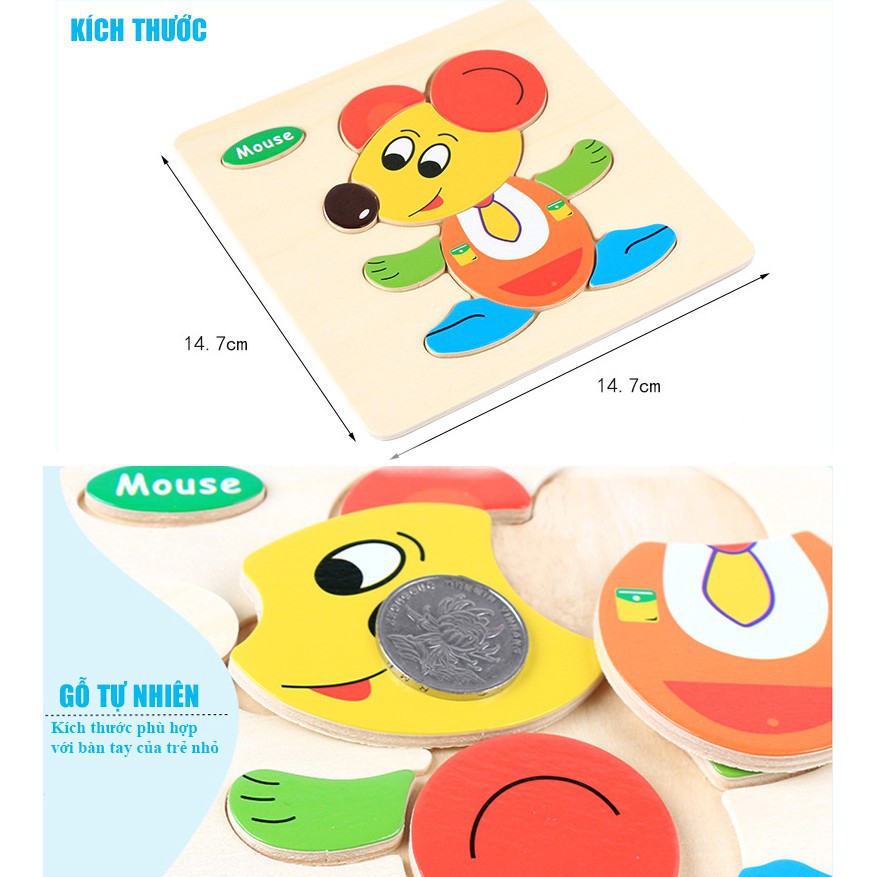 KÍCH THƯỚC
Mouse
14.7cm
14.7cm
Mouse
GỖ TỰ NHIÊN
Kích thước phù hợp
với bàn tay của trẻ nhỏ